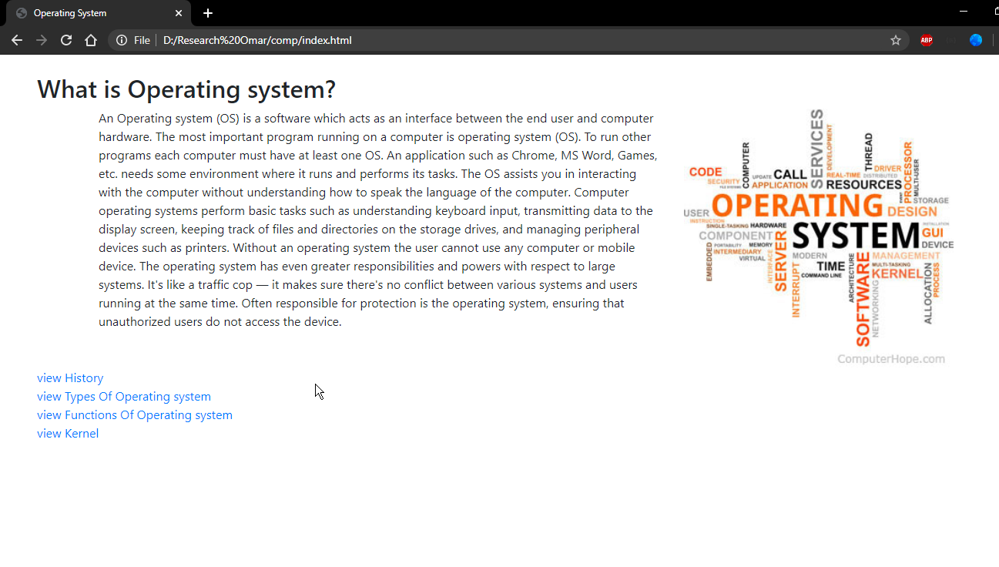 Operating System
File
D:/Research%20Omar/comp/index.html
ABP
What is Operating system?
An Operating system (OS) is a software which acts as an interface between the end user and computer
hardware. The most important program running on a computer is operating system (OS). To run other
programs each computer must have at least one OS. An application such as Chrome, MS Word, Games,
etc. needs some environment where it runs and performs its tasks. The OS assists you in interacting
with the computer without understanding how to speak the language of the computer. Computer
operating systems perform basic tasks such as understanding keyboard input, transmitting data to the
display screen, keeping track of files and directories on the storage drives, and managing peripheral
devices such as printers. Without an operating system the user cannot use any computer or mobile
device. The operating system has even greater responsibilities and powers with respect to large
systems. It's like a traffic cop — it makes sure there's no conflict between various systems and users
running at the same time. Often responsible for protection is the operating system, ensuring that
unauthorized users do not access the device.
SERVICES
DEVELOPMENT
THREAD
COMPUTER
PROCESSOR
MULTI-USER
CODE
SECURITY
FILE SYSTEMS
UPDATE
CALL
APPLICATION
REAL-TIME
DRIVER
DISTRIBUTED
RESOURCES
EVENT
STORAGE
USER
OPERATING
DESIGN
INSTRUCTION
SINGLE-TASKING
HARDWARE
SYSTEM
INSTALLATION
GUI
DEVICE
COMPONENT
PORTABILITY
MEMORY
INTERMEDIARY
VIRTUAL
EMBEDDED
INTERFACE
SERVER
MODERN
TIME
COMMAND LINE
INTERRUPT
ARCHITECTURE
SOFTWARE
MANAGEMENT
MULTI-TASKING
KERNEL
NETWORKING
ALLOCATION
PROCESS
ComputerHope.com
view History
view Types Of Operating system
view Functions Of Operating system
view Kernel